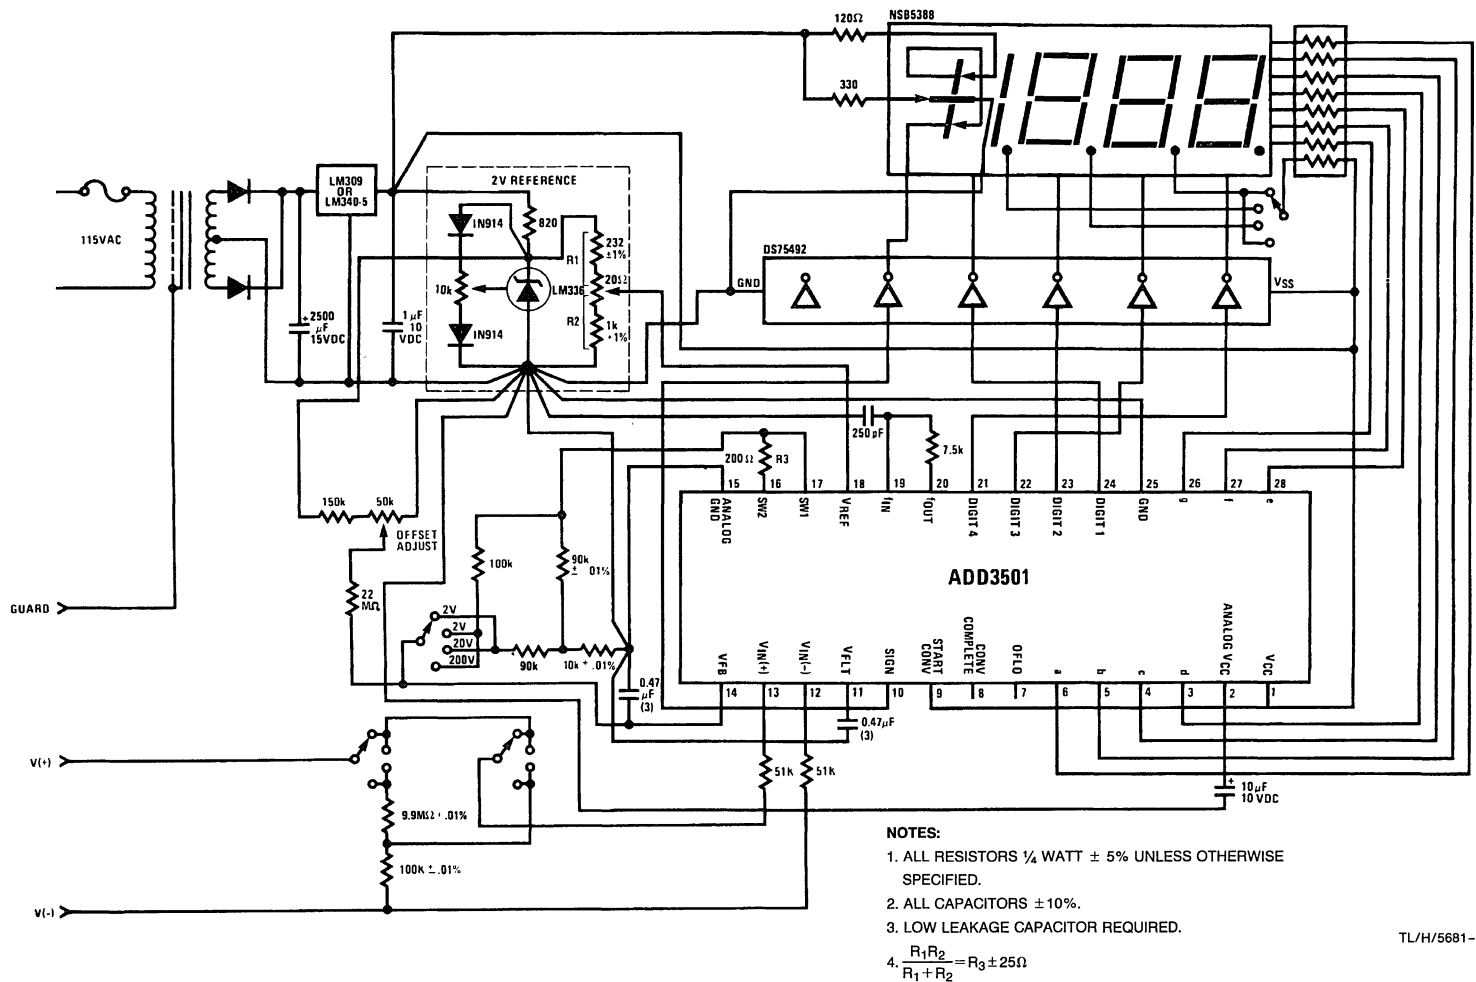 120Ω
NSB5388
330
2V REFERENCE
LM309
OR
LM340-5
IN914
820
232
±1%
R1
115VAC
DS75492
GND
VSS
10k
LM336
20Ω
+2500
µF
15VDC
1µF
10
VDC
IN914
R2
1k
+1%
250pF
7.5k
200Ω
R3
150k
50k
OFFSET
ADJUST
15
16
17
18
19
20
21
22
23
24
25
26
27
28
ANALOG
GND
SW2
SW1
VREF
fIN
fOUT
DIGIT 4
DIGIT 3
DIGIT 2
DIGIT 1
GND
g
f
e
ADD3501
100k
90k
± .01%
22
MΩ
GUARD
2V
2V
20V
200V
90k
10k ± .01%
VFB
VIN(+)
VIN(-)
VFLT
SIGN
START
CONV
CONV
COMPLETE
OFLO
a
b
c
d
ANALOG VCC
VCC
14
13
12
11
10
9
8
7
6
5
4
3
2
1
0.47
µF
(3)
0.47µF
(3)
V(+)
51K
51K
+
10µF
10VDC
9.9MΩ + .01%
100K ± .01%
V(-)
NOTES:
1. ALL RESISTORS ¼ WATT ± 5% UNLESS OTHERWISE
SPECIFIED.
2. ALL CAPACITORS ±10%.
3. LOW LEAKAGE CAPACITOR REQUIRED.
4. R1R2 / R1+R2 =R3±25Ω
TL/H/5681–